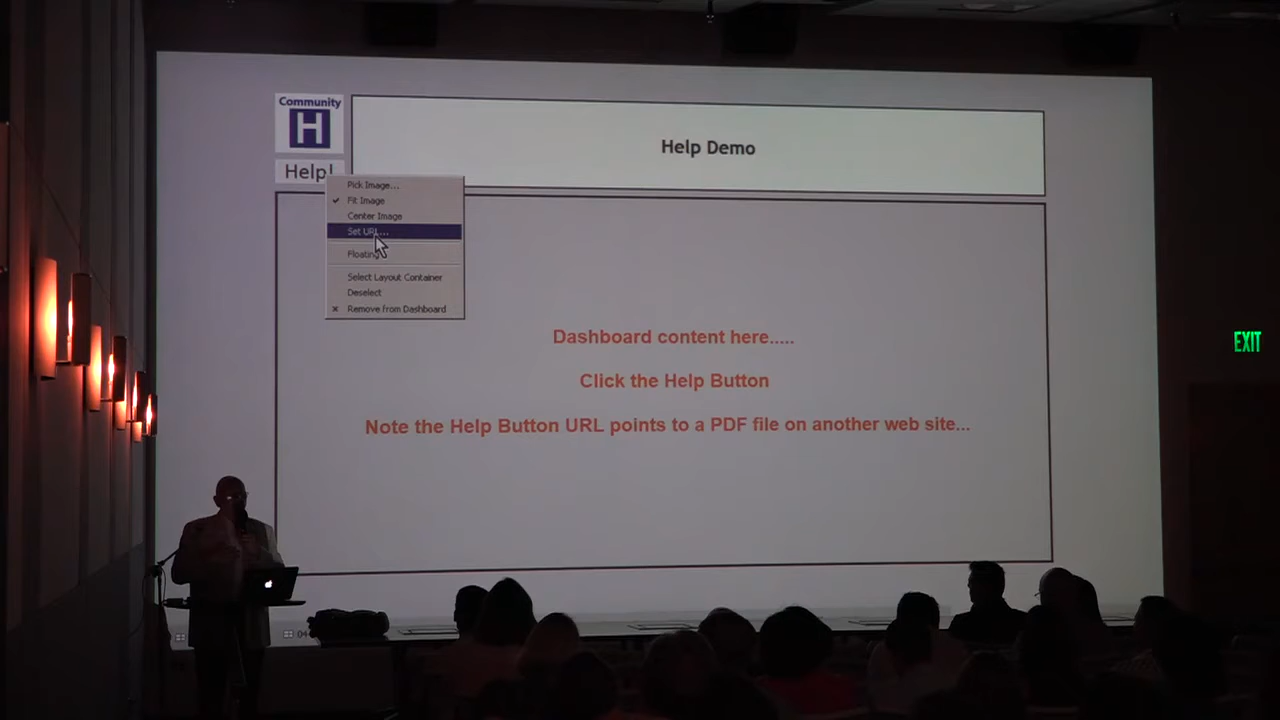 Community
H
Help!
Help Demo
Pick Image...
Fit Image
Center Image
Set URL...
Floating
Select Layout Container
Deselect
Remove from Dashboard
Dashboard content here.....
Click the Help Button
Note the Help Button URL points to a PDF file on another web site...
EXIT